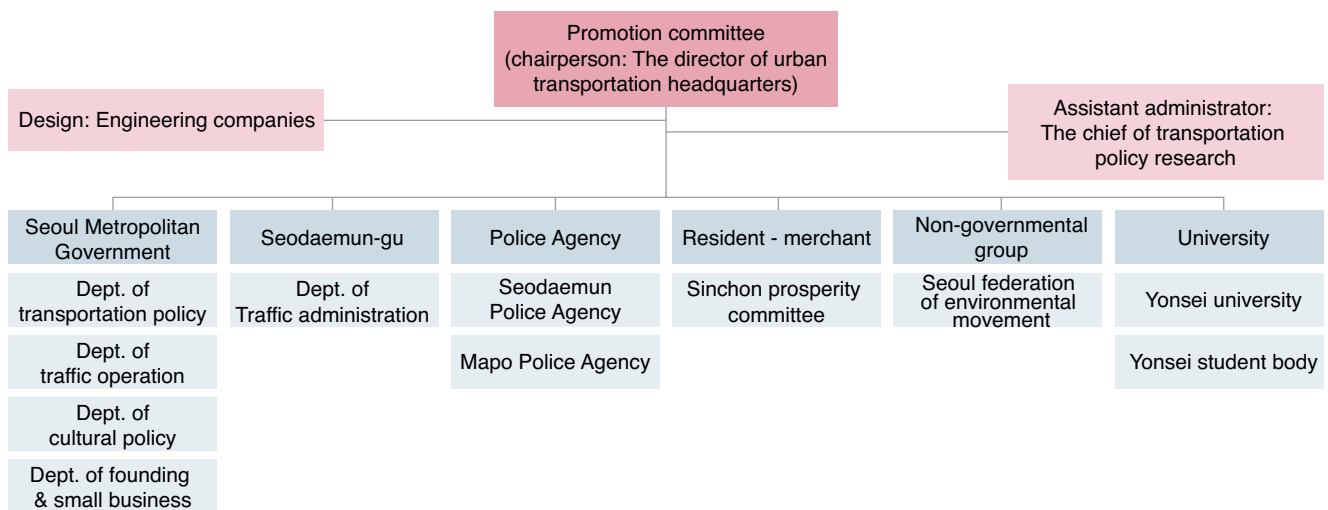 Promotion committee
(chairperson: The director of urban
transportation headquarters)
Design: Engineering companies
Assistant administrator:
The chief of transportation
policy research
Seoul Metropolitan
Government
Seodaemun-gu
Police Agency
Resident - merchant
Non-governmental
group
University
Dept. of
transportation policy
Dept. of
Traffic administration
Seodaemun
Police Agency
Sinchon prosperity
committee
Seoul federation
of environmental
movement
Yonsei university
Dept. of
traffic operation
Mapo Police Agency
Yonsei student body
Dept. of
cultural policy
Dept. of founding
& small business